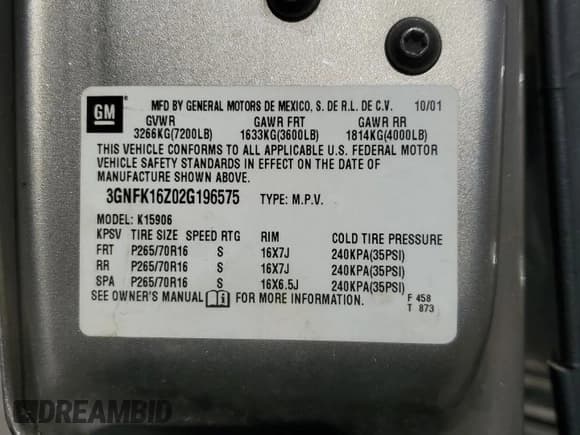 GM
MFD BY GENERAL MOTORS DE MEXICO, S. DE R.L. DE C.V. 10/01
GVWR GAWR FRT GAWR RR
3266KG(7200LB) 1633KG(3600LB) 1814KG(4000LB)
THIS VEHICLE CONFORMS TO ALL APPLICABLE U.S. FEDERAL MOTOR
VEHICLE SAFETY STANDARDS IN EFFECT ON THE DATE OF
MANUFACTURE SHOWN ABOVE.
3GNFK16Z02G196575 TYPE: M.P.V.
MODEL: K15906
KPSV TIRE SIZE SPEED RTG RIM COLD TIRE PRESSURE
FRT P265/70R16 S 16X7J 240KPA(35PSI)
RR P265/70R16 S 16X7J 240KPA(35PSI)
SPA P265/70R16 S 16X6.5J 240KPA(35PSI)
SEE OWNER'S MANUAL FOR MORE INFORMATION. F 458
T 873
DREAMBID